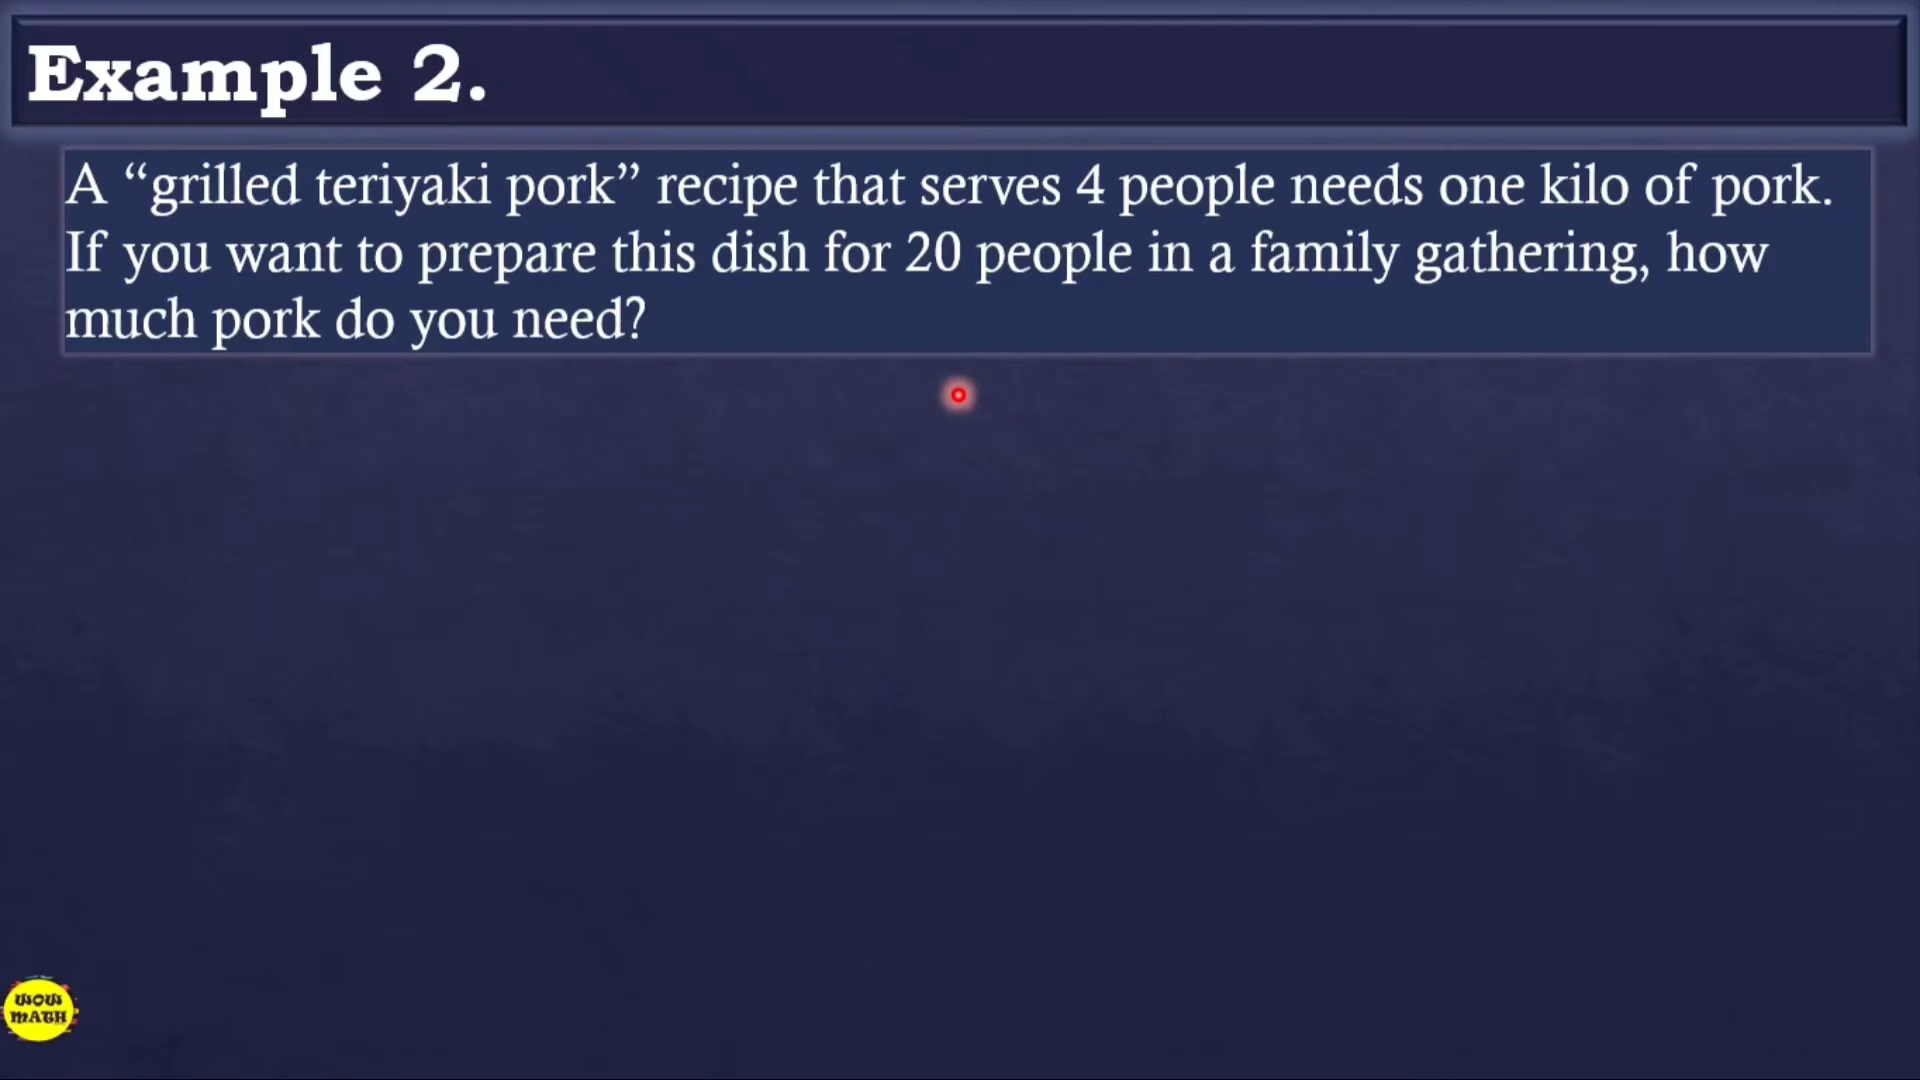 Example 2.
A “grilled teriyaki pork” recipe that serves 4 people needs one kilo of pork.
If you want to prepare this dish for 20 people in a family gathering, how
much pork do you need?
WOW
MATH